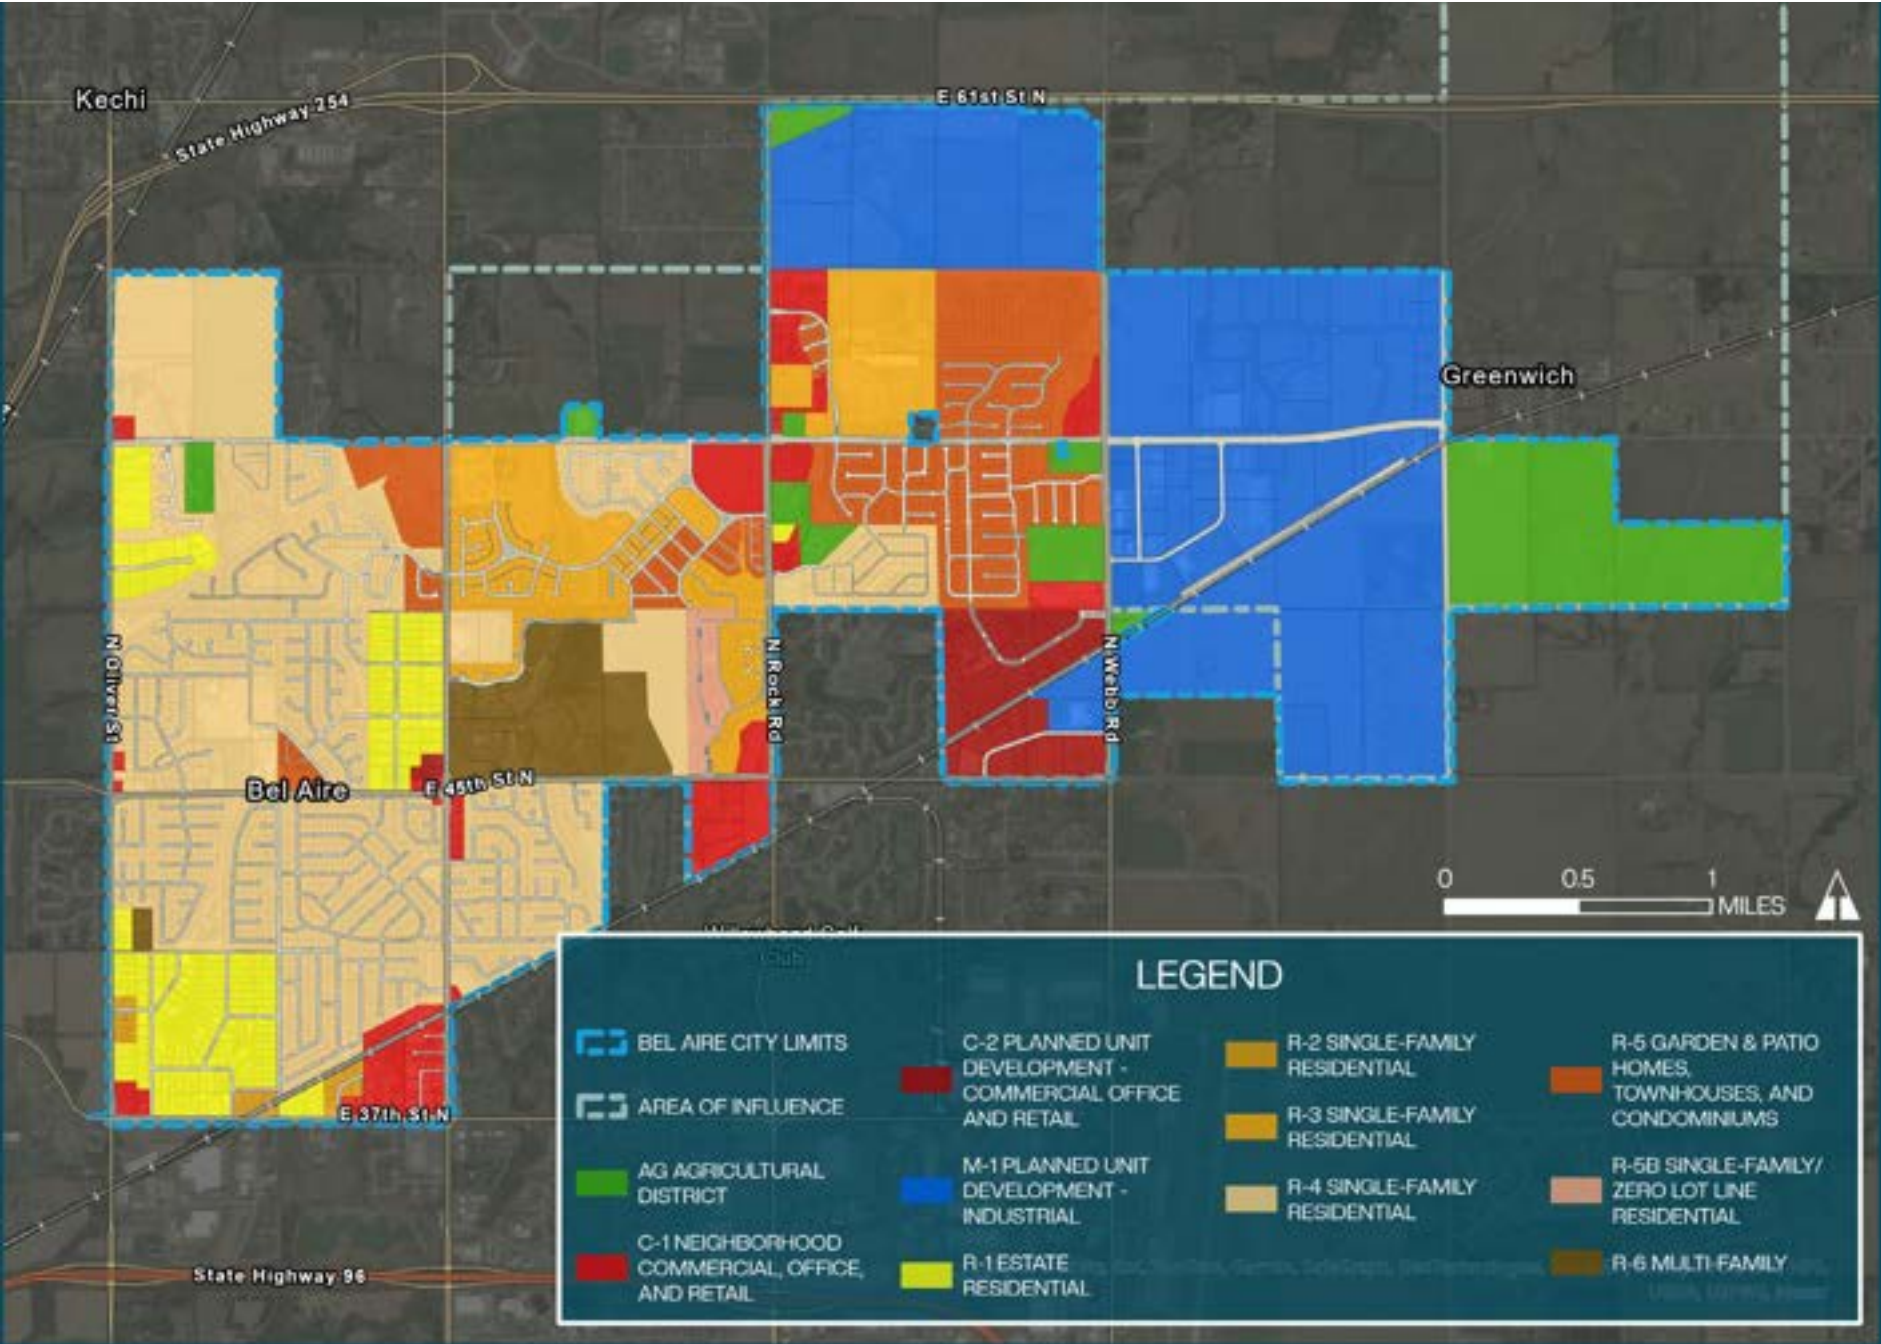 Kechi
State Highway 254
E 61st St N
Greenwich
N Oliver St
N Rock Rd
N Webb Rd
Bel Aire
E 45th St N
0 0.5 1
MILES
Club
E 37th St N
State Highway 96
LEGEND
BEL AIRE CITY LIMITS
AREA OF INFLUENCE
AG AGRICULTURAL
DISTRICT
C-1 NEIGHBORHOOD
COMMERCIAL, OFFICE,
AND RETAIL
C-2 PLANNED UNIT
DEVELOPMENT -
COMMERCIAL OFFICE
AND RETAIL
M-1 PLANNED UNIT
DEVELOPMENT -
INDUSTRIAL
R-1 ESTATE
RESIDENTIAL
R-2 SINGLE-FAMILY
RESIDENTIAL
R-3 SINGLE-FAMILY
RESIDENTIAL
R-4 SINGLE-FAMILY
RESIDENTIAL
R-5 GARDEN & PATIO
HOMES,
TOWNHOUSES, AND
CONDOMINIUMS
R-5B SINGLE-FAMILY/
ZERO LOT LINE
RESIDENTIAL
R-6 MULTI-FAMILY